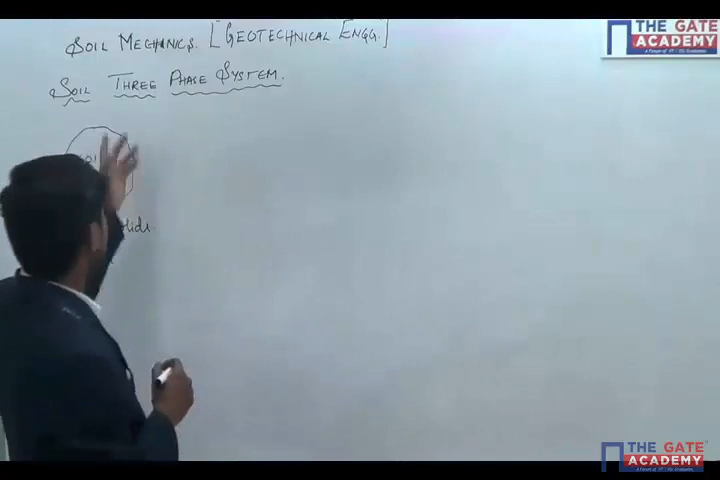 SOIL MECHANICS. [GEOTECHNICAL ENGG.]
SOIL THREE PHASE SYSTEM.
THE GATE
ACADEMY
THE GATE
ACADEMY